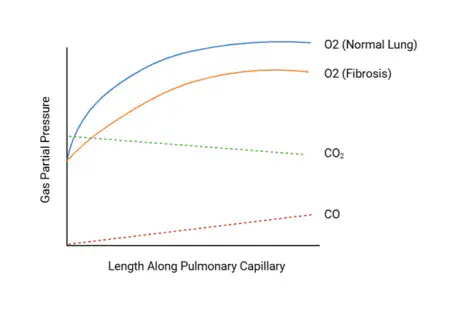 O2 (Normal Lung)
O2 (Fibrosis)
CO₂
CO
Gas Partial Pressure
Length Along Pulmonary Capillary